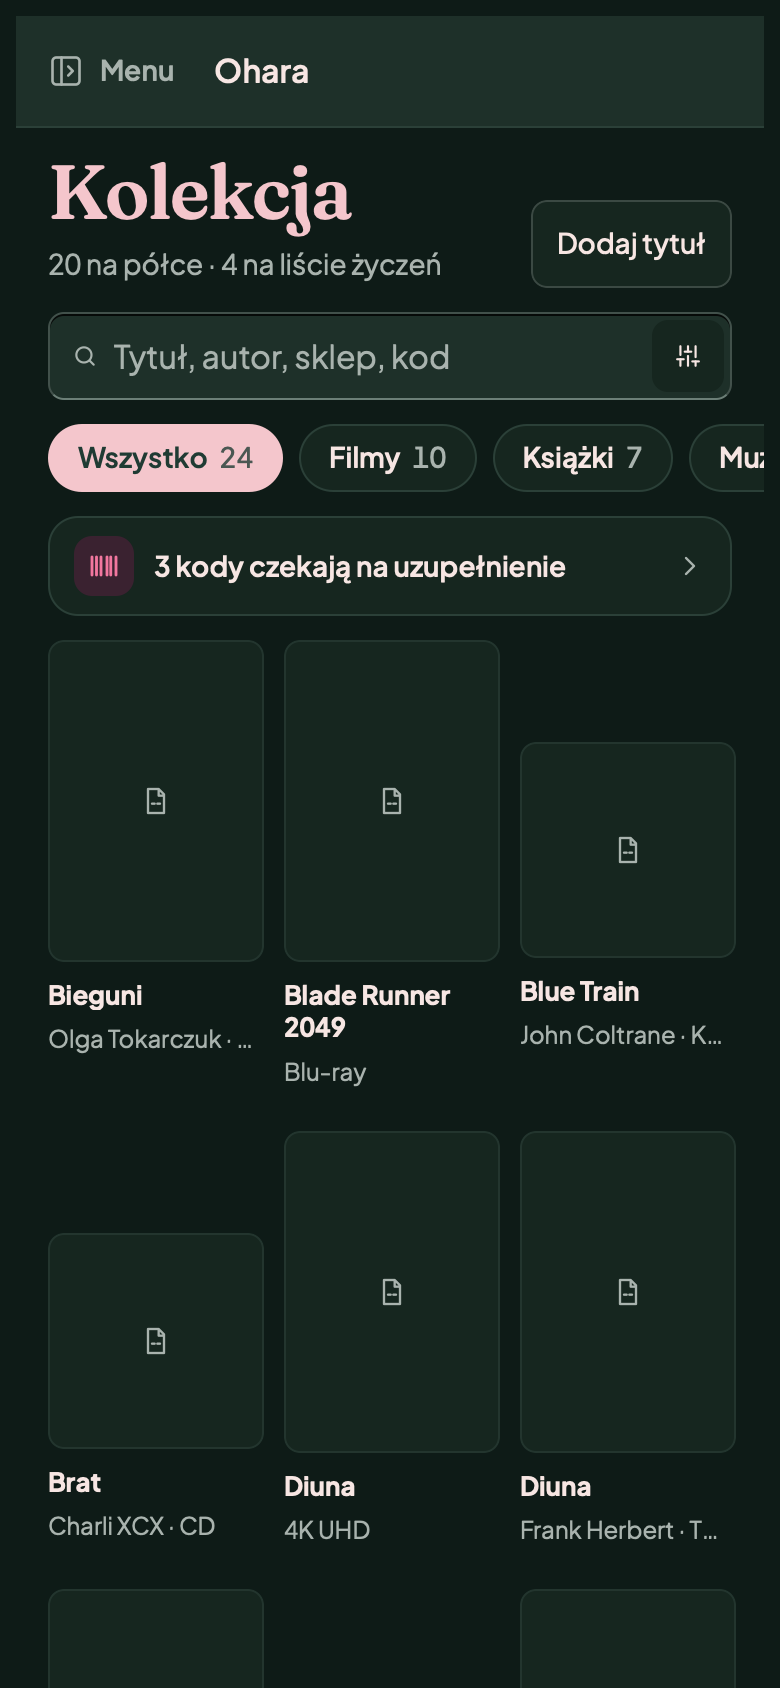 Menu Ohara
Kolekcja
20 na półce · 4 na liście życzeń
Dodaj tytuł
Tytuł, autor, sklep, kod
Wszystko 24 Filmy 10 Książki 7 Muz
3 kody czekają na uzupełnienie
Bieguni
Olga Tokarczuk · ...
Blade Runner
2049
Blu-ray
Blue Train
John Coltrane · K...
Brat
Charli XCX · CD
Diuna
4K UHD
Diuna
Frank Herbert · T...